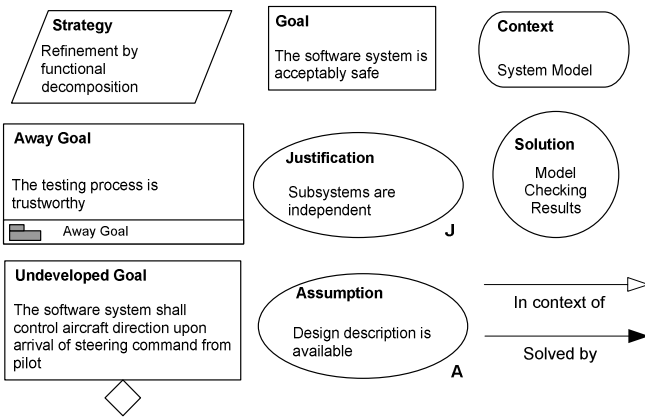 Strategy
Refinement by
functional
decomposition
Goal
The software system is
acceptably safe
Context
System Model
Away Goal
The testing process is
trustworthy
Away Goal
Justification
Subsystems are
independent
J
Solution
Model
Checking
Results
Undeveloped Goal
The software system shall
control aircraft direction upon
arrival of steering command from
pilot
Assumption
Design description is
available
A
In context of
Solved by